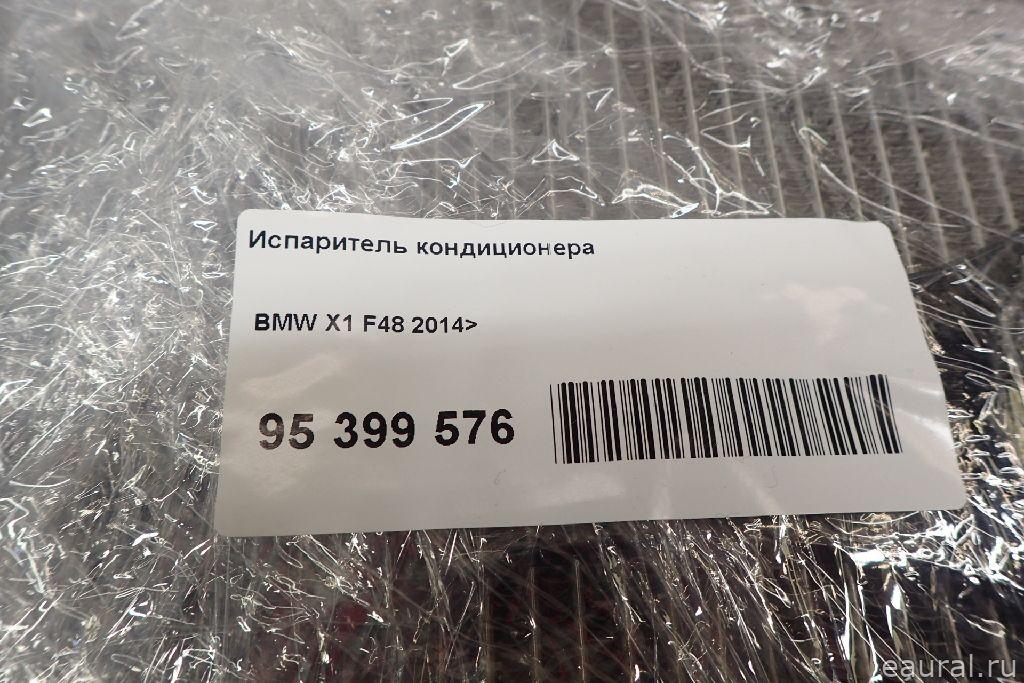 Испаритель кондиционера
BMW X1 F48 2014>
95 399 576
eaural.ru